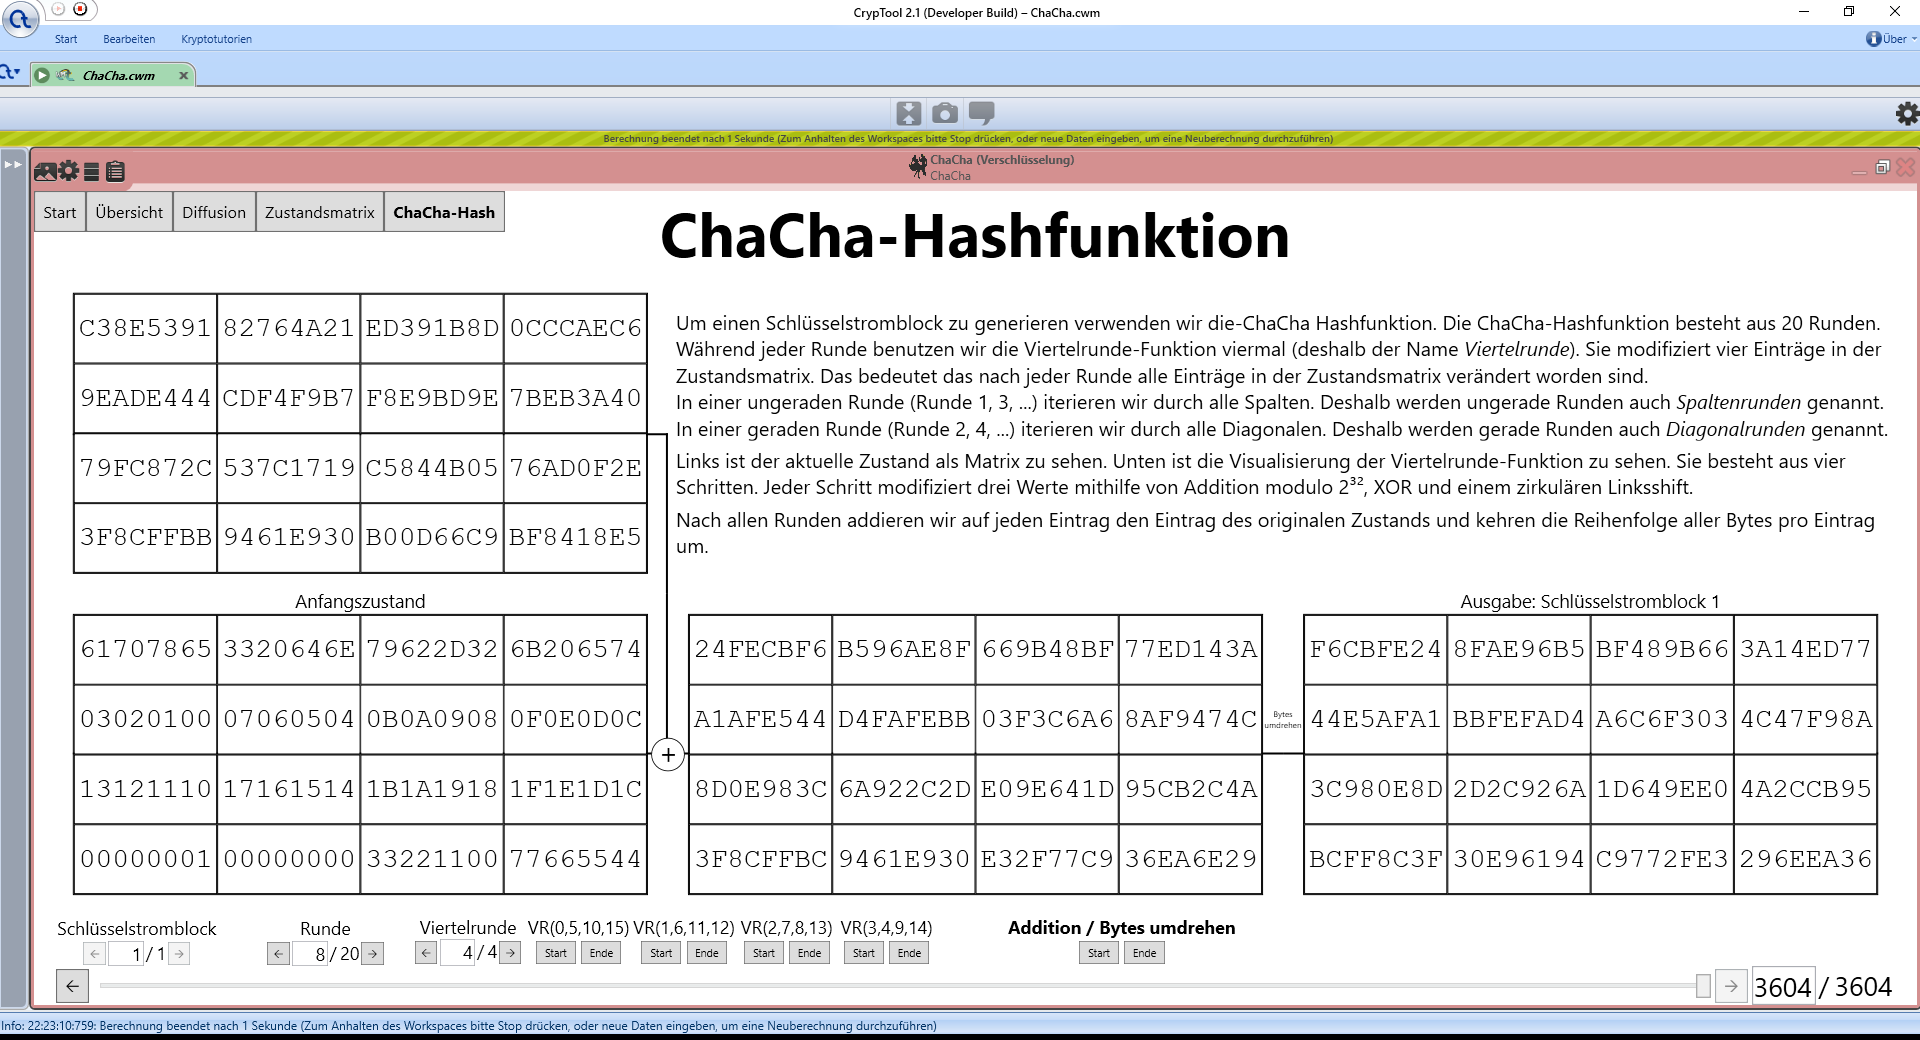 CrypTool 2.1 (Developer Build) – ChaCha.cwm
Start Bearbeiten Kryptotutorien Über
ChaCha.cwm
Berechnung beendet nach 1 Sekunde (Zum Anhalten des Workspaces bitte Stop drücken, oder neue Daten eingeben, um eine Neuberechnung durchzuführen)
ChaCha (Verschlüsselung)
ChaCha
Start Übersicht Diffusion Zustandsmatrix ChaCha-Hash
ChaCha-Hashfunktion
C38E5391 82764A21 ED391B8D 0CCCAEC6
9EADE444 CDF4F9B7 F8E9BD9E 7BEB3A40
79FC872C 537C1719 C5844B05 76AD0F2E
3F8CFFBB 9461E930 B00D66C9 BF8418E5
Um einen Schlüsselstromblock zu generieren verwenden wir die-ChaCha Hashfunktion. Die ChaCha-Hashfunktion besteht aus 20 Runden.
Während jeder Runde benutzen wir die Viertelrunde-Funktion viermal (deshalb der Name Viertelrunde). Sie modifiziert vier Einträge in der
Zustandsmatrix. Das bedeutet das nach jeder Runde alle Einträge in der Zustandsmatrix verändert worden sind.
In einer ungeraden Runde (Runde 1, 3, ...) iterieren wir durch alle Spalten. Deshalb werden ungerade Runden auch Spaltenrunden genannt.
In einer geraden Runde (Runde 2, 4, ...) iterieren wir durch alle Diagonalen. Deshalb werden gerade Runden auch Diagonalrunden genannt.
Links ist der aktuelle Zustand als Matrix zu sehen. Unten ist die Visualisierung der Viertelrunde-Funktion zu sehen. Sie besteht aus vier
Schritten. Jeder Schritt modifiziert drei Werte mithilfe von Addition modulo 2³², XOR und einem zirkulären Linksshift.
Nach allen Runden addieren wir auf jeden Eintrag den Eintrag des originalen Zustands und kehren die Reihenfolge aller Bytes pro Eintrag
um.
Anfangszustand
61707865 3320646E 79622D32 6B206574
03020100 07060504 0B0A0908 0F0E0D0C
13121110 17161514 1B1A1918 1F1E1D1C
00000001 00000000 33221100 77665544
+
24FECBF6 B596AE8F 669B48BF 77ED143A
A1AFE544 D4FAFEBB 03F3C6A6 8AF9474C
8D0E983C 6A922C2D E09E641D 95CB2C4A
3F8CFFBC 9461E930 E32F77C9 36EA6E29
Bytes
umdrehen
Ausgabe: Schlüsselstromblock 1
F6CBFE24 8FAE96B5 BF489B66 3A14ED77
44E5AFA1 BBFEFAD4 A6C6F303 4C47F98A
3C980E8D 2D2C926A 1D649EE0 4A2CCB95
BCFF8C3F 30E96194 C9772FE3 296EEA36
Schlüsselstromblock Runde Viertelrunde VR(0,5,10,15) VR(1,6,11,12) VR(2,7,8,13) VR(3,4,9,14) Addition / Bytes umdrehen
← 1 / 1 → ← 8 / 20 → ← 4 / 4 → Start Ende Start Ende Start Ende Start Ende Start Ende
← → 3604 / 3604
Info: 22:23:10:759: Berechnung beendet nach 1 Sekunde (Zum Anhalten des Workspaces bitte Stop drücken, oder neue Daten eingeben, um eine Neuberechnung durchzuführen)